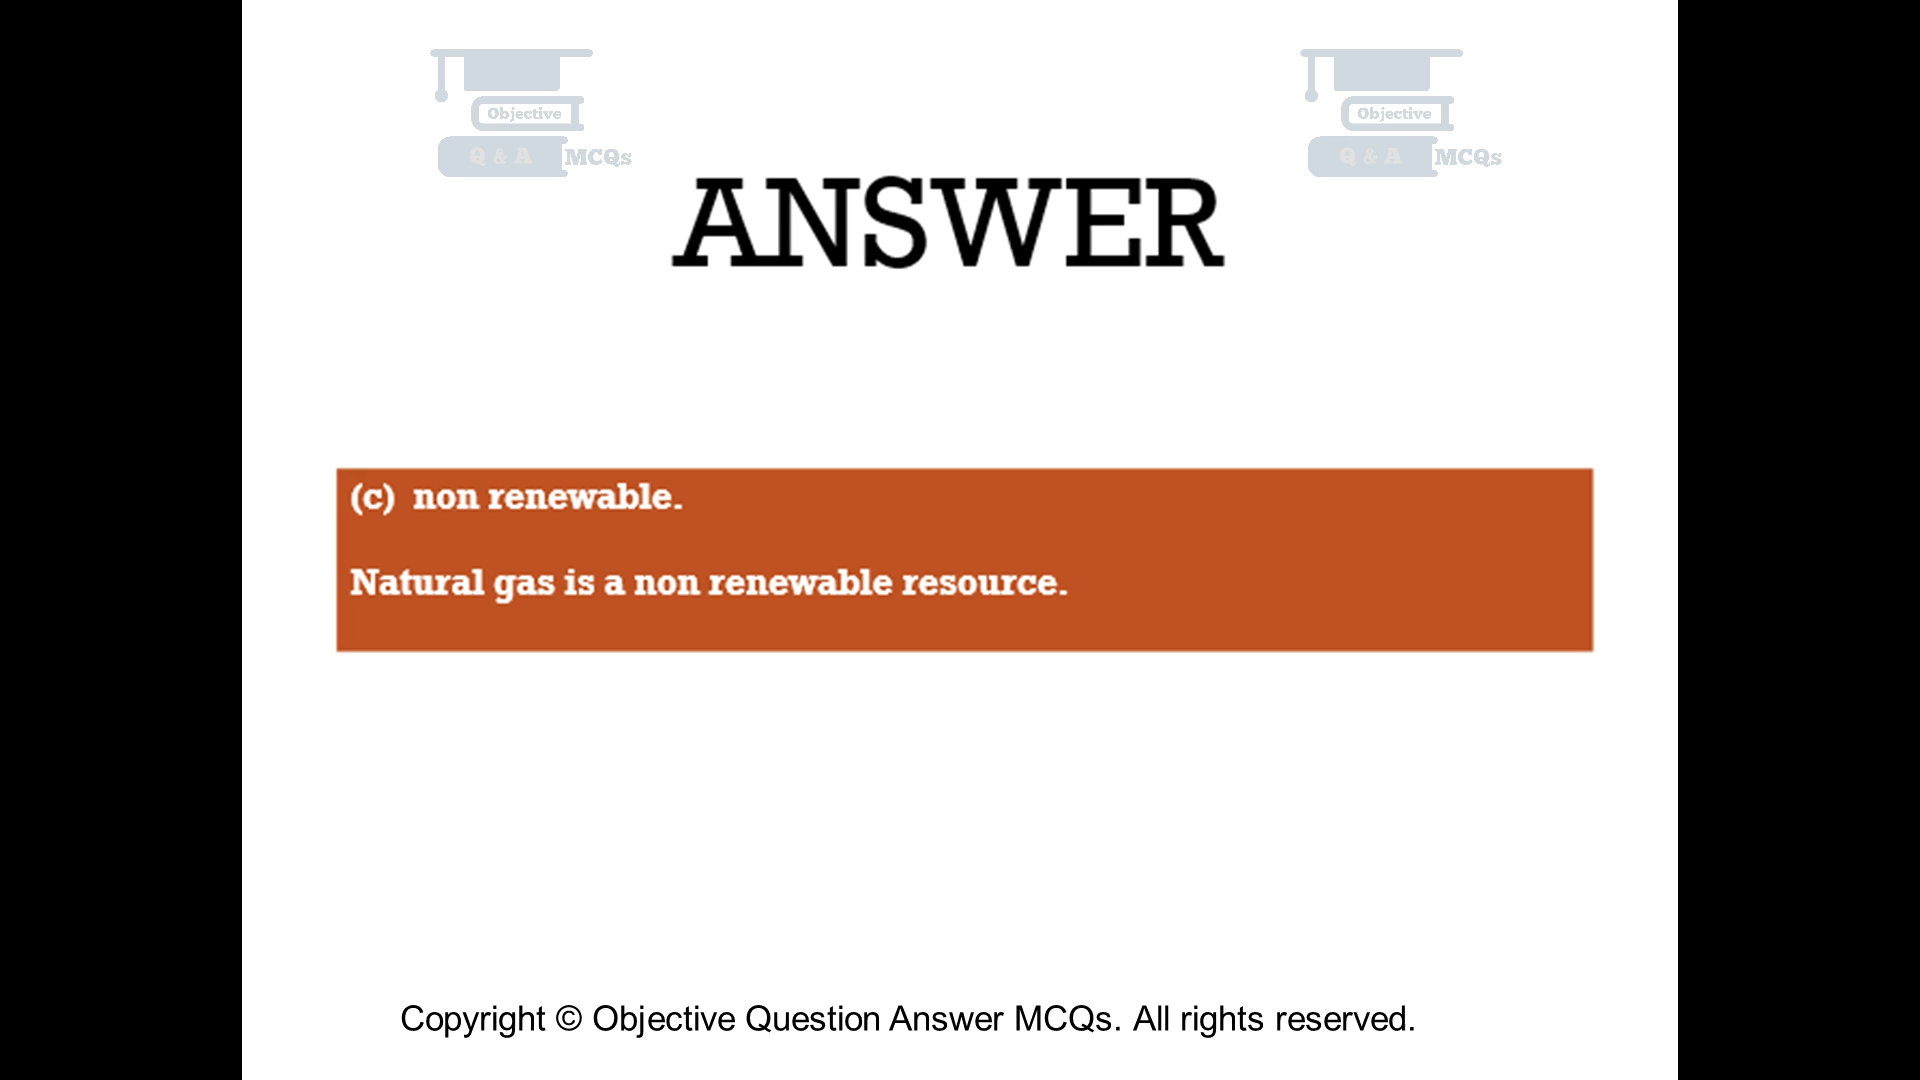 Objective
Q & A MCQs
Objective
Q & A MCQs
ANSWER
(c) non renewable.
Natural gas is a non renewable resource.
Copyright © Objective Question Answer MCQs. All rights reserved.